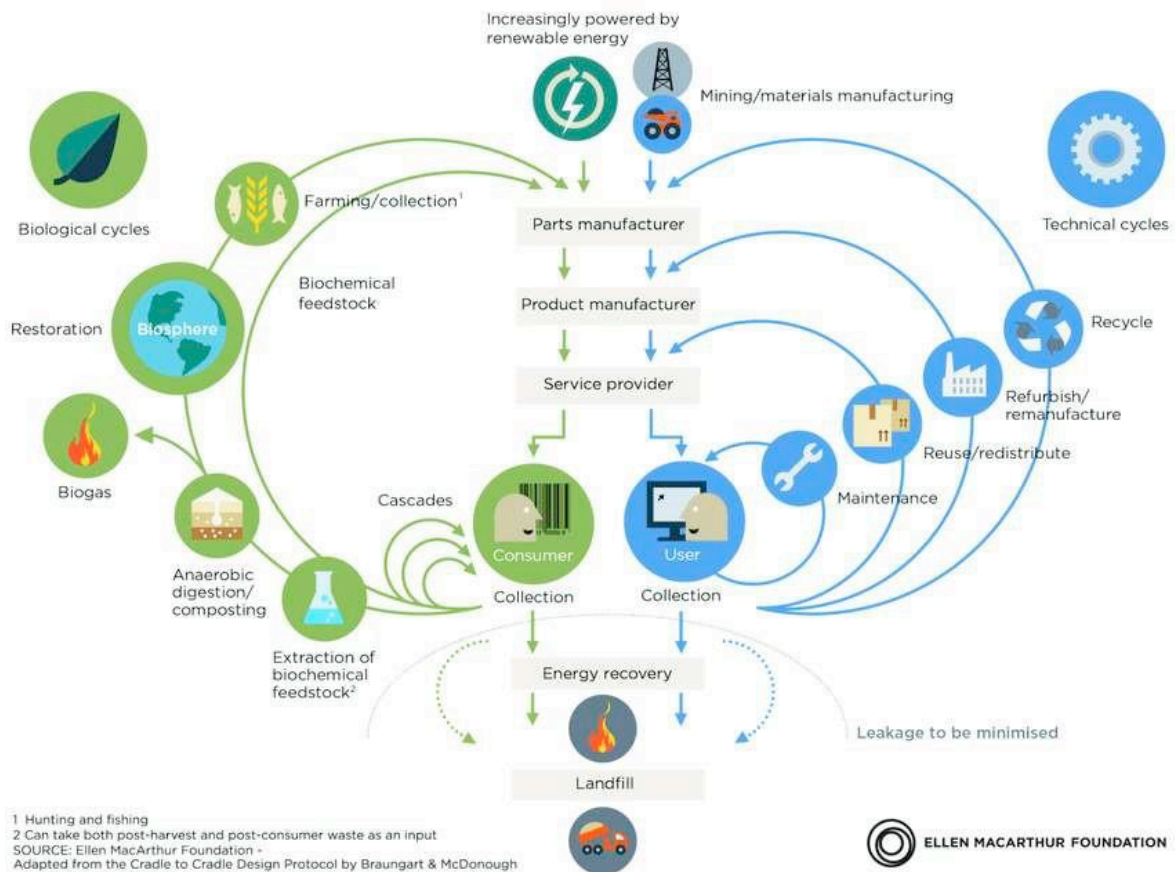 Increasingly powered by
renewable energy
Mining/materials manufacturing
Biological cycles
Farming/collection¹
Technical cycles
Parts manufacturer
Biochemical
feedstock
Product manufacturer
Restoration
Biosphere
Recycle
Service provider
Refurbish/
remanufacture
Reuse/redistribute
Biogas
Cascades
Maintenance
Consumer
User
Anaerobic
digestion/
composting
Collection
Collection
Extraction of
biochemical
feedstock²
Energy recovery
Leakage to be minimised
Landfill
1 Hunting and fishing
2 Can take both post-harvest and post-consumer waste as an input
SOURCE: Ellen MacArthur Foundation -
Adapted from the Cradle to Cradle Design Protocol by Braungart & McDonough
ELLEN MACARTHUR FOUNDATION